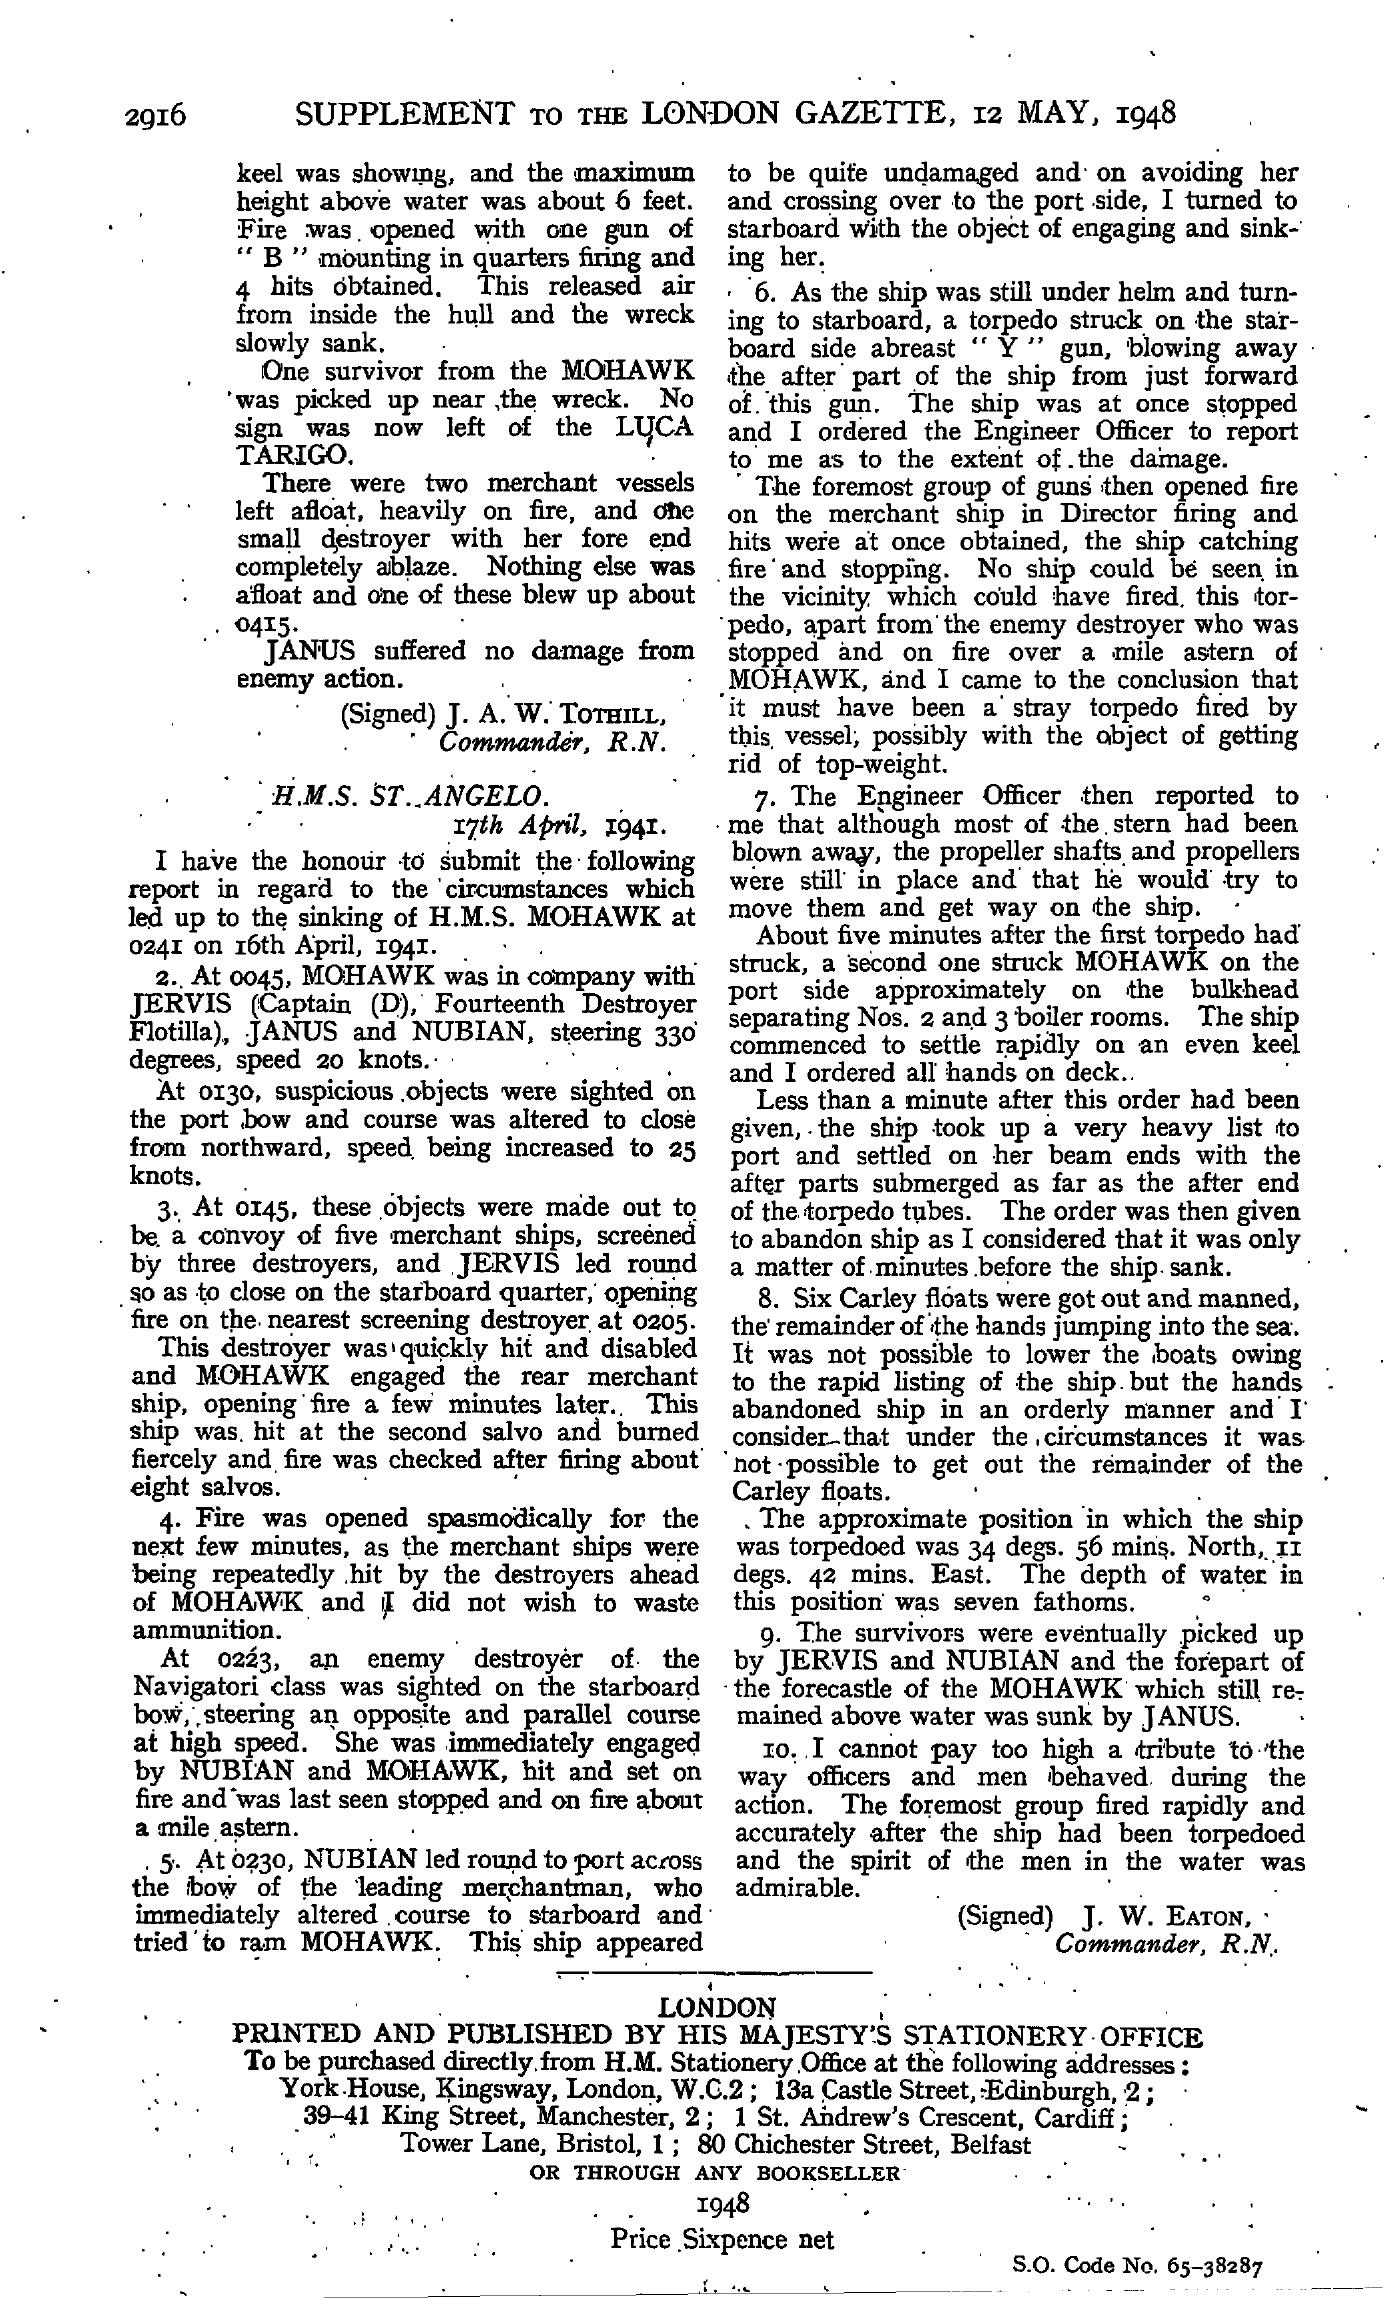 2916 SUPPLEMENT TO THE LONDON GAZETTE, 12 MAY, 1948
keel was showing, and the maximum
height above water was about 6 feet.
Fire was opened with one gun of
" B " mounting in quarters firing and
4 hits obtained. This released air
from inside the hull and the wreck
slowly sank.
One survivor from the MOHAWK
was picked up near the wreck. No
sign was now left of the LUCA
TARIGO.
There were two merchant vessels
left afloat, heavily on fire, and one
small destroyer with her fore end
completely ablaze. Nothing else was
afloat and one of these blew up about
0415.
JANUS suffered no damage from
enemy action.
(Signed) J. A. W. TOTHILL,
Commander, R.N.
H.M.S. ST. ANGELO.
17th April, 1941.
I have the honour to submit the following
report in regard to the circumstances which
led up to the sinking of H.M.S. MOHAWK at
0241 on 16th April, 1941.
2. At 0045, MOHAWK was in company with
JERVIS (Captain (D), Fourteenth Destroyer
Flotilla), JANUS and NUBIAN, steering 330
degrees, speed 20 knots.
At 0130, suspicious objects were sighted on
the port bow and course was altered to close
from northward, speed being increased to 25
knots.
3. At 0145, these objects were made out to
be a convoy of five merchant ships, screened
by three destroyers, and JERVIS led round
so as to close on the starboard quarter, opening
fire on the nearest screening destroyer at 0205.
This destroyer was quickly hit and disabled
and MOHAWK engaged the rear merchant
ship, opening fire a few minutes later. This
ship was hit at the second salvo and burned
fiercely and fire was checked after firing about
eight salvos.
4. Fire was opened spasmodically for the
next few minutes, as the merchant ships were
being repeatedly hit by the destroyers ahead
of MOHAWK and I did not wish to waste
ammunition.
At 0223, an enemy destroyer of the
Navigatori class was sighted on the starboard
bow, steering an opposite and parallel course
at high speed. She was immediately engaged
by NUBIAN and MOHAWK, hit and set on
fire and was last seen stopped and on fire about
a mile astern.
5. At 0230, NUBIAN led round to port across
the bow of the leading merchantman, who
immediately altered course to starboard and
tried to ram MOHAWK. This ship appeared
to be quite undamaged and on avoiding her
and crossing over to the port side, I turned to
starboard with the object of engaging and sink-
ing her.
6. As the ship was still under helm and turn-
ing to starboard, a torpedo struck on the star-
board side abreast " Y " gun, blowing away
the after part of the ship from just forward
of this gun. The ship was at once stopped
and I ordered the Engineer Officer to report
to me as to the extent of the damage.
The foremost group of guns then opened fire
on the merchant ship in Director firing and
hits were at once obtained, the ship catching
fire and stopping. No ship could be seen in
the vicinity which could have fired this tor-
pedo, apart from the enemy destroyer who was
stopped and on fire over a mile astern of
MOHAWK, and I came to the conclusion that
it must have been a stray torpedo fired by
this vessel, possibly with the object of getting
rid of top-weight.
7. The Engineer Officer then reported to
me that although most of the stern had been
blown away, the propeller shafts and propellers
were still in place and that he would try to
move them and get way on the ship.
About five minutes after the first torpedo had
struck, a second one struck MOHAWK on the
port side approximately on the bulkhead
separating Nos. 2 and 3 boiler rooms. The ship
commenced to settle rapidly on an even keel
and I ordered all hands on deck.
Less than a minute after this order had been
given, the ship took up a very heavy list to
port and settled on her beam ends with the
after parts submerged as far as the after end
of the torpedo tubes. The order was then given
to abandon ship as I considered that it was only
a matter of minutes before the ship sank.
8. Six Carley floats were got out and manned,
the remainder of the hands jumping into the sea.
It was not possible to lower the boats owing
to the rapid listing of the ship but the hands
abandoned ship in an orderly manner and I
consider that under the circumstances it was
not possible to get out the remainder of the
Carley floats.
The approximate position in which the ship
was torpedoed was 34 degs. 56 mins. North, 11
degs. 42 mins. East. The depth of water in
this position was seven fathoms.
9. The survivors were eventually picked up
by JERVIS and NUBIAN and the forepart of
the forecastle of the MOHAWK which still re-
mained above water was sunk by JANUS.
10. I cannot pay too high a tribute to the
way officers and men behaved during the
action. The foremost group fired rapidly and
accurately after the ship had been torpedoed
and the spirit of the men in the water was
admirable.
(Signed) J. W. EATON,
Commander, R.N.
LONDON
PRINTED AND PUBLISHED BY HIS MAJESTY'S STATIONERY OFFICE
To be purchased directly from H.M. Stationery Office at the following addresses :
York House, Kingsway, London, W.C.2 ; 13a Castle Street, Edinburgh, 2 ;
39–41 King Street, Manchester, 2 ; 1 St. Andrew's Crescent, Cardiff ;
Tower Lane, Bristol, 1 ; 80 Chichester Street, Belfast
OR THROUGH ANY BOOKSELLER
1948
Price Sixpence net
S.O. Code No. 65–38287